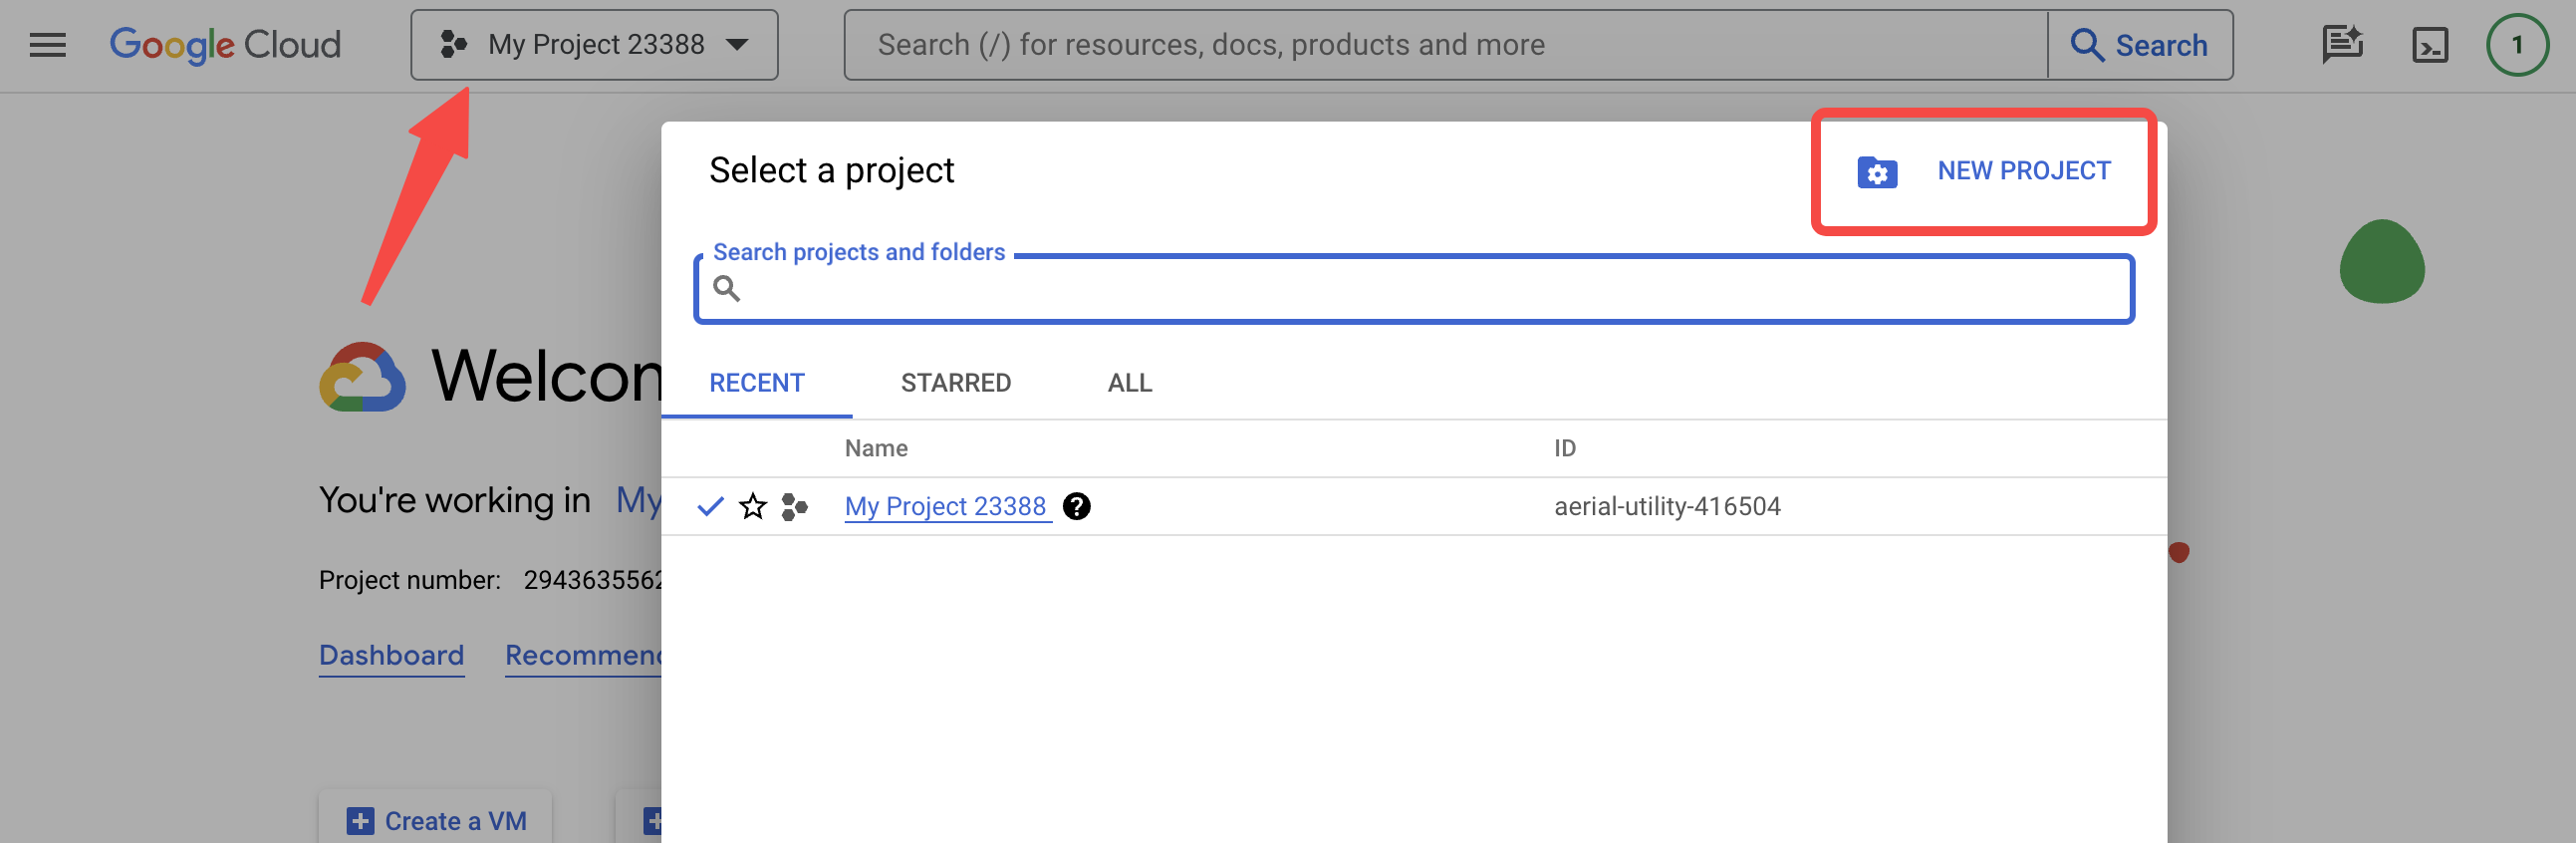 Google Cloud
My Project 23388
Search (/) for resources, docs, products and more
Search
1
Select a project
NEW PROJECT
Search projects and folders
RECENT
STARRED
ALL
Name
ID
My Project 23388
aerial-utility-416504
You're working in My
Project number: 2943635562
Dashboard
Create a VM